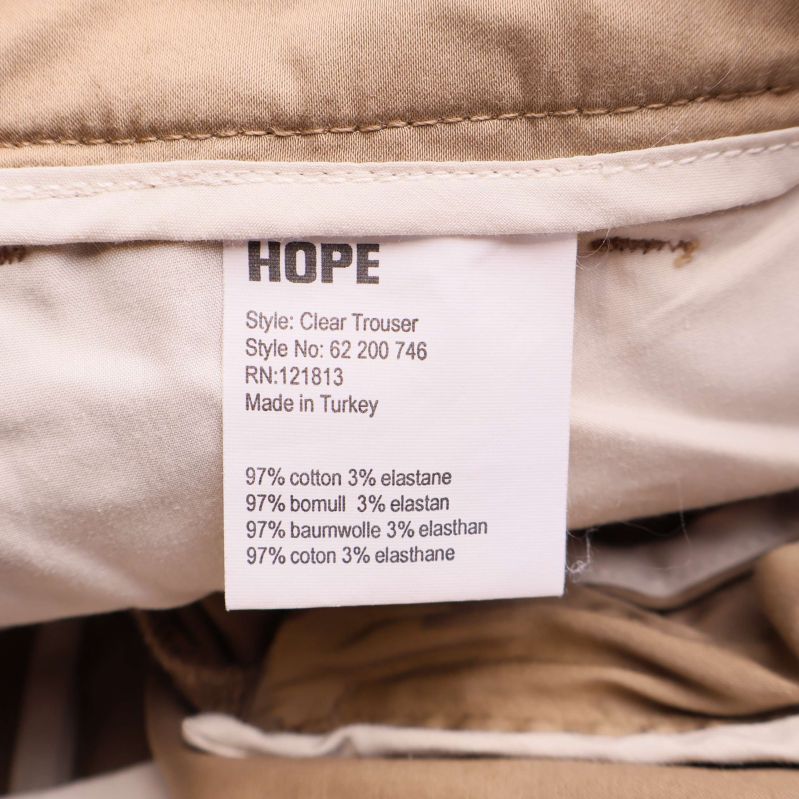 HOPE
Style: Clear Trouser
Style No: 62 200 746
RN:121813
Made in Turkey
97% cotton 3% elastane
97% bomull 3% elastan
97% baumwolle 3% elasthan
97% coton 3% elasthane